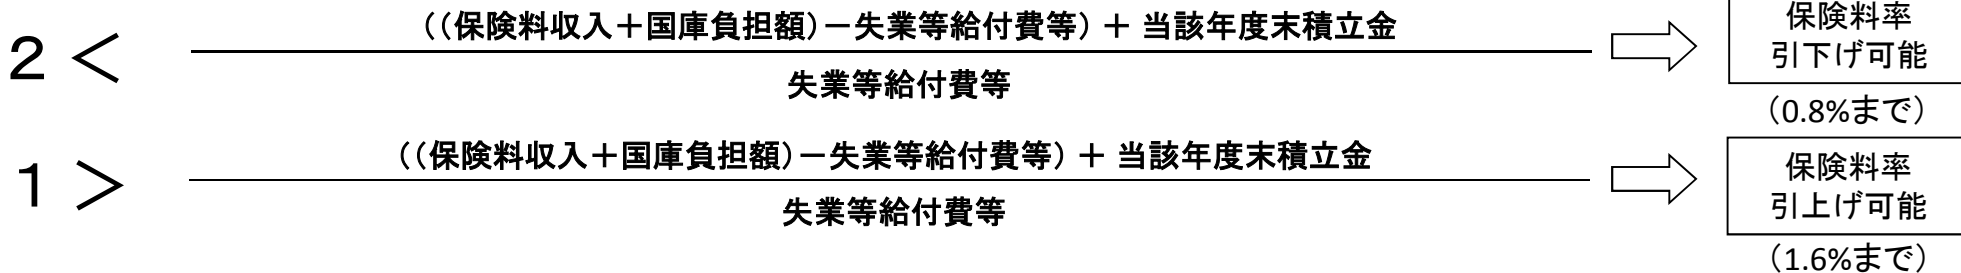 2 < ((保険料収入+国庫負担額)-失業等給付費等)+ 当該年度末積立金
失業等給付費等
保険料率
引下げ可能
(0.8%まで)
1 > ((保険料収入+国庫負担額)-失業等給付費等)+ 当該年度末積立金
失業等給付費等
保険料率
引上げ可能
(1.6%まで)